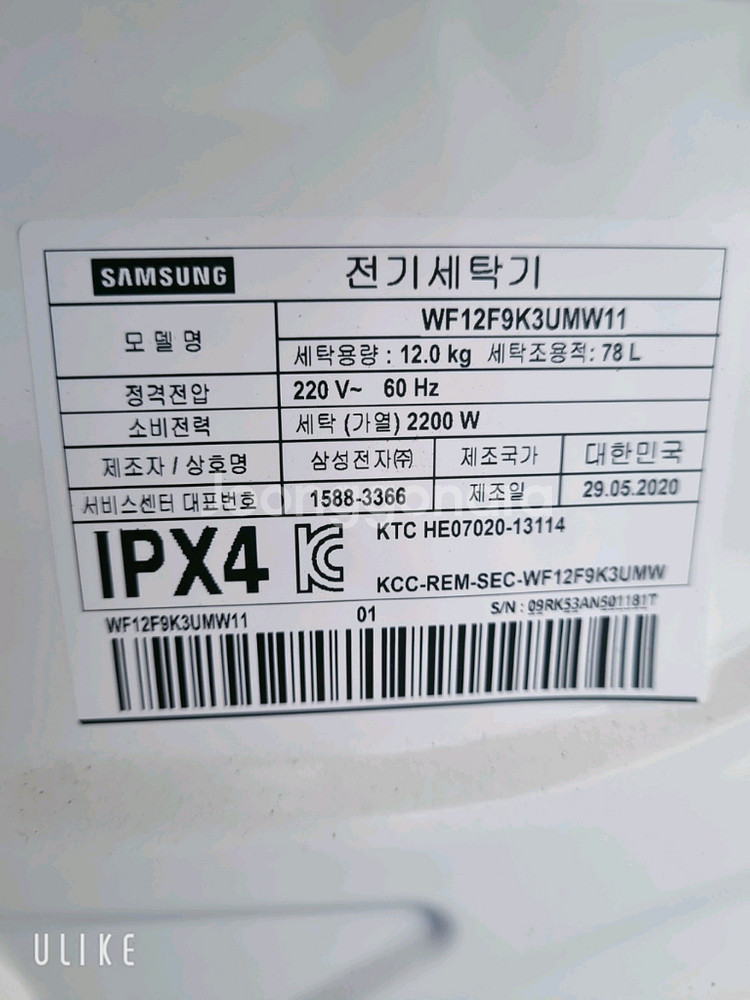 SAMSUNG 전기세탁기
모델명 WF12F9K3UMW11
세탁용량 : 12.0 kg 세탁조용적: 78 L
정격전압 220 V~ 60 Hz
소비전력 세탁 (가열) 2200 W
제조자 / 상호명 삼성전자㈜ 제조국가 대한민국
서비스센터 대표번호 1588-3366 제조일 29.05.2020
IPX4 KTC HE07020-13114
KCC-REM-SEC-WF12F9K3UMW
WF12F9K3UMW11 01 S/N : 09RK53AN501181T
ULIKE